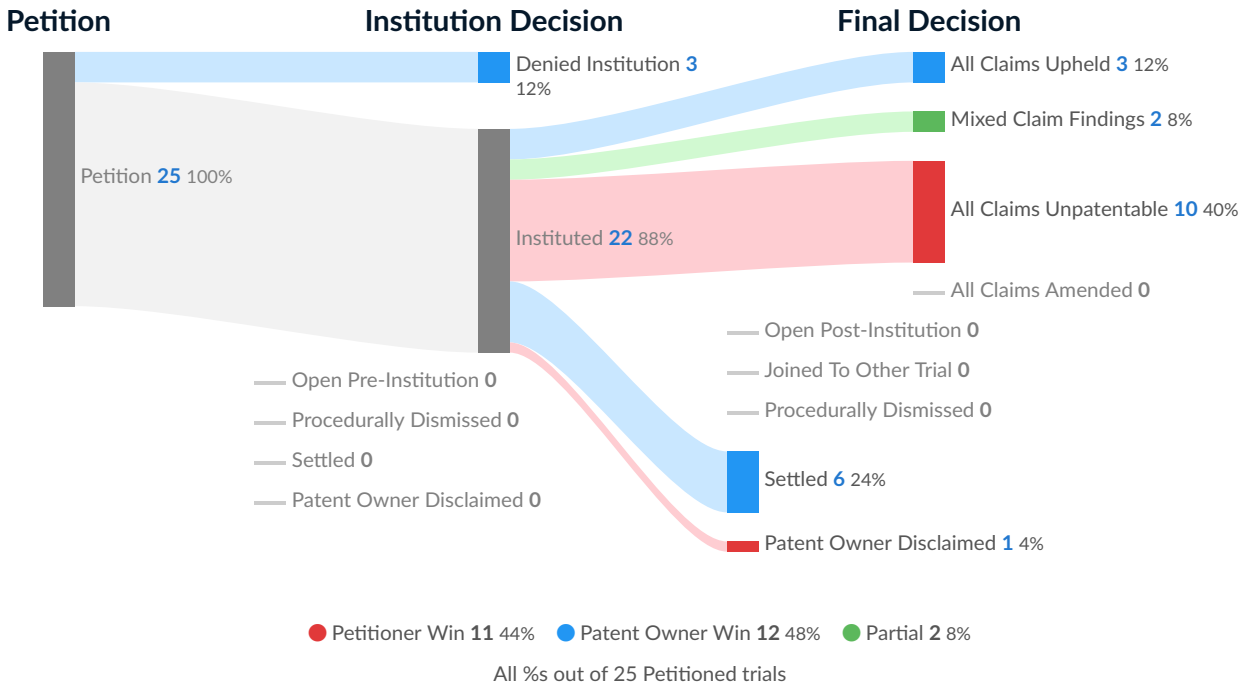 Petition
Institution Decision
Final Decision
Denied Institution 3
12%
All Claims Upheld 3 12%
Mixed Claim Findings 2 8%
Petition 25 100%
All Claims Unpatentable 10 40%
Instituted 22 88%
All Claims Amended 0
Open Post-Institution 0
Joined To Other Trial 0
Procedurally Dismissed 0
Open Pre-Institution 0
Procedurally Dismissed 0
Settled 0
Patent Owner Disclaimed 0
Settled 6 24%
Patent Owner Disclaimed 1 4%
Petitioner Win 11 44%
Patent Owner Win 12 48%
Partial 2 8%
All %s out of 25 Petitioned trials